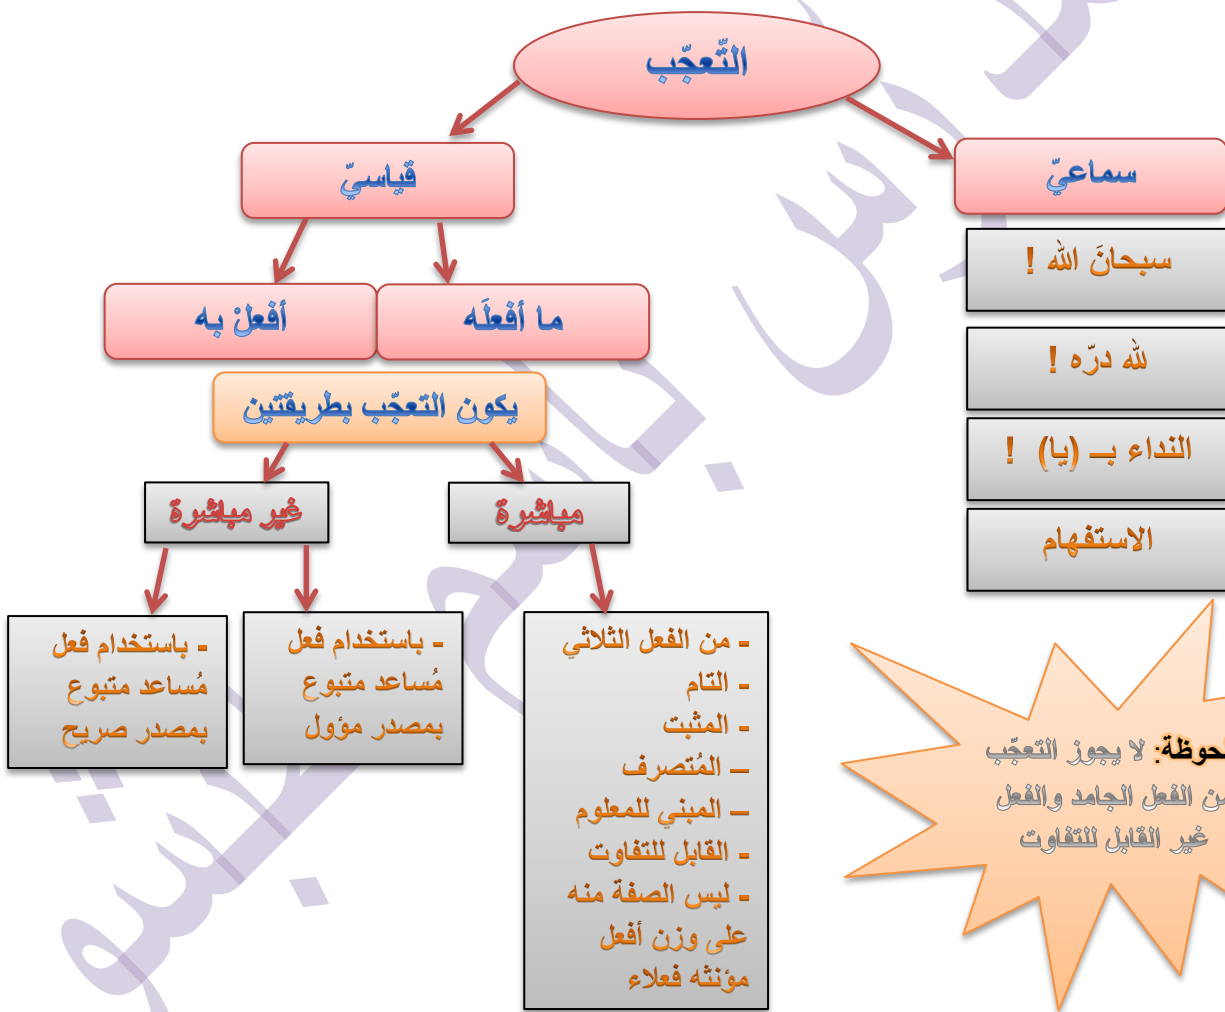 التّعجّب
سماعيّ
قياسيّ
سبحانَ الله !
لله درّه !
النداء بـ (يا) !
الاستفهام
ما أفعلَه
أفعلْ به
يكون التعجّب بطريقتين
مباشرة
غير مباشرة
- من الفعل الثلاثي
- التام
- المثبت
– المُتصرف
– المبني للمعلوم
- القابل للتفاوت
- ليس الصفة منه
على وزن أفعل
مؤنثه فعلاء
- باستخدام فعل
مُساعد متبوع
بمصدر مؤول
- باستخدام فعل
مُساعد متبوع
بمصدر صريح
لا يجوز التعجّب
من الفعل الجامد والفعل
غير القابل للتفاوت